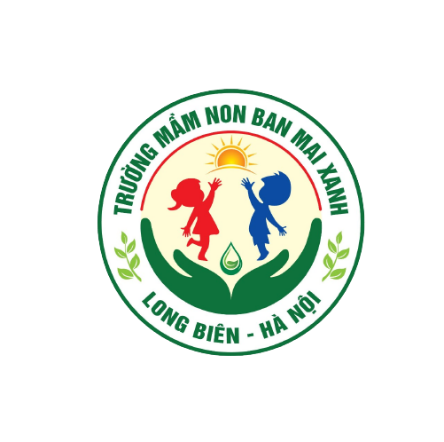 TRƯỜNG MẦM NON BAN MAI XANH
LONG BIÊN - HÀ NỘI